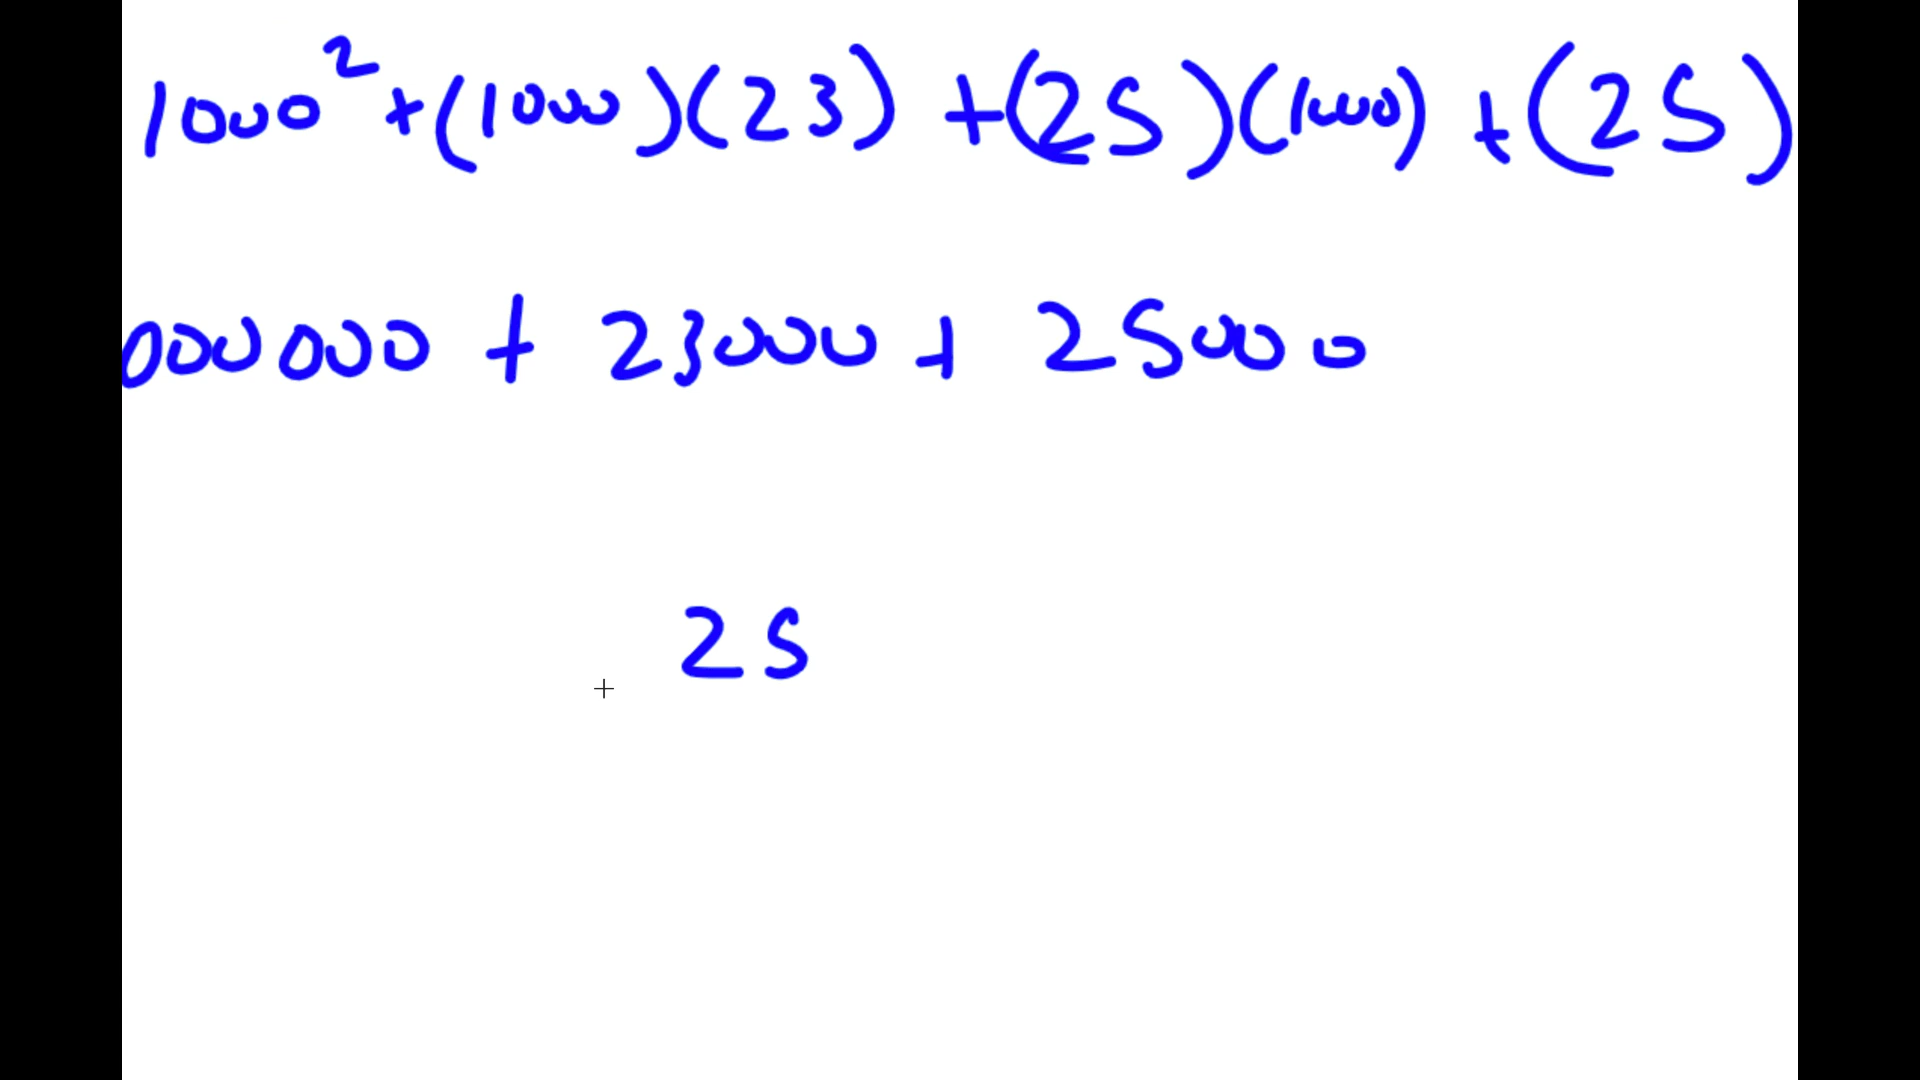 1000² + (1000)(23) + (25)(1000) + (25)
000000 + 23000 + 25000
25